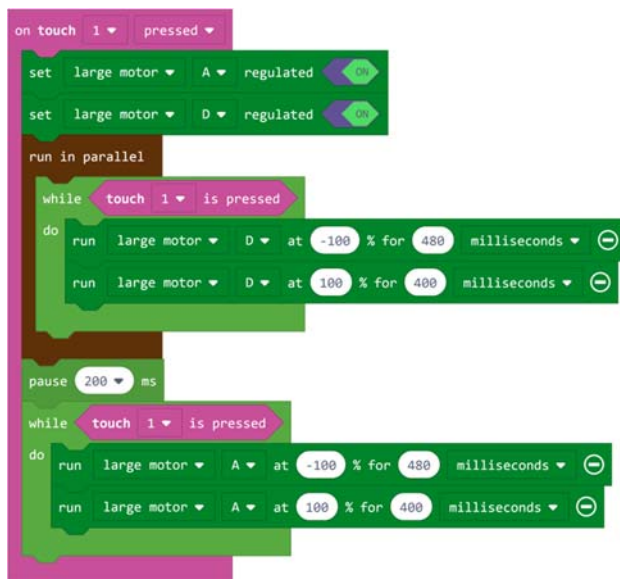 on touch 1 pressed
set large motor A regulated ON
set large motor D regulated ON
run in parallel
while touch 1 is pressed
do
run large motor D at -100 % for 480 milliseconds
run large motor D at 100 % for 400 milliseconds
pause 200 ms
while touch 1 is pressed
do
run large motor A at -100 % for 480 milliseconds
run large motor A at 100 % for 400 milliseconds